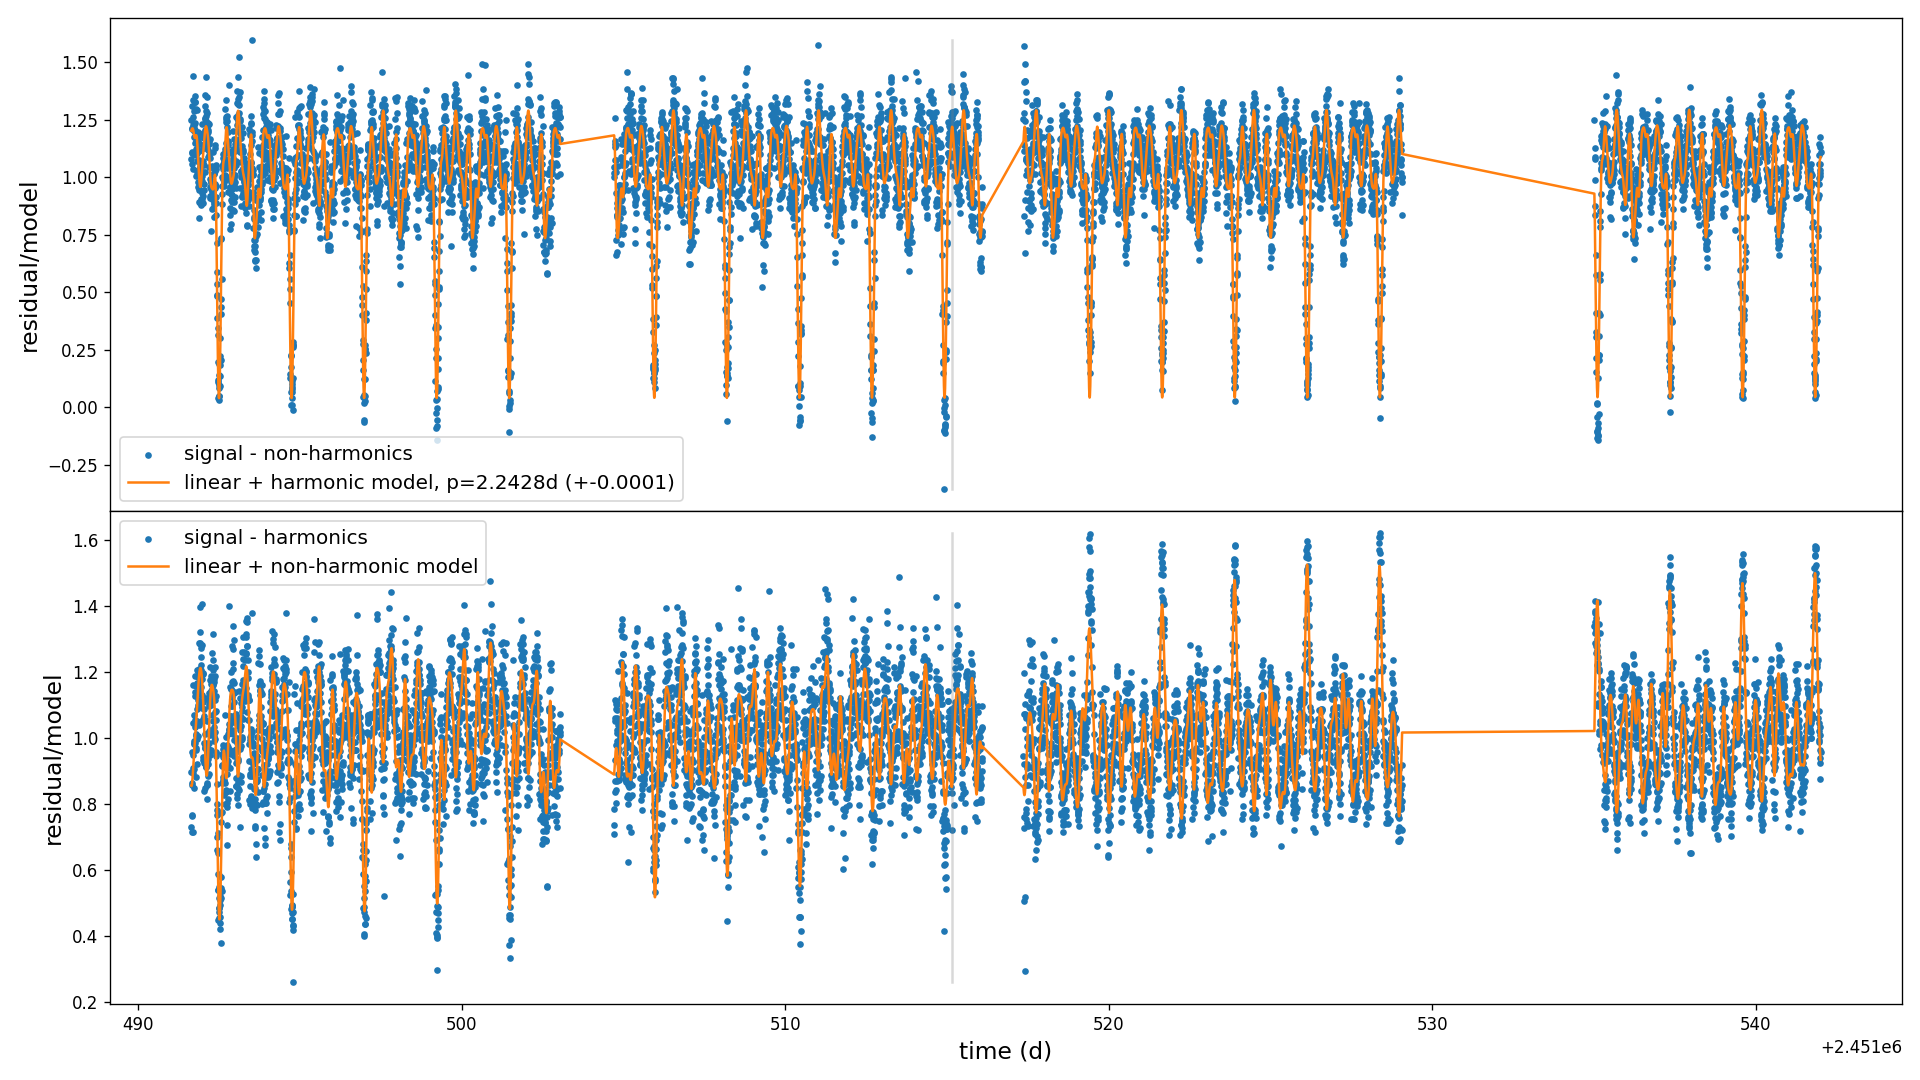 residual/model
1.50
1.25
1.00
0.75
0.50
0.25
0.00
−0.25
signal - non-harmonics
linear + harmonic model, p=2.2428d (+-0.0001)
residual/model
1.6
1.4
1.2
1.0
0.8
0.6
0.4
0.2
signal - harmonics
linear + non-harmonic model
490 500 510 520 530 540
+2.451e6
time (d)